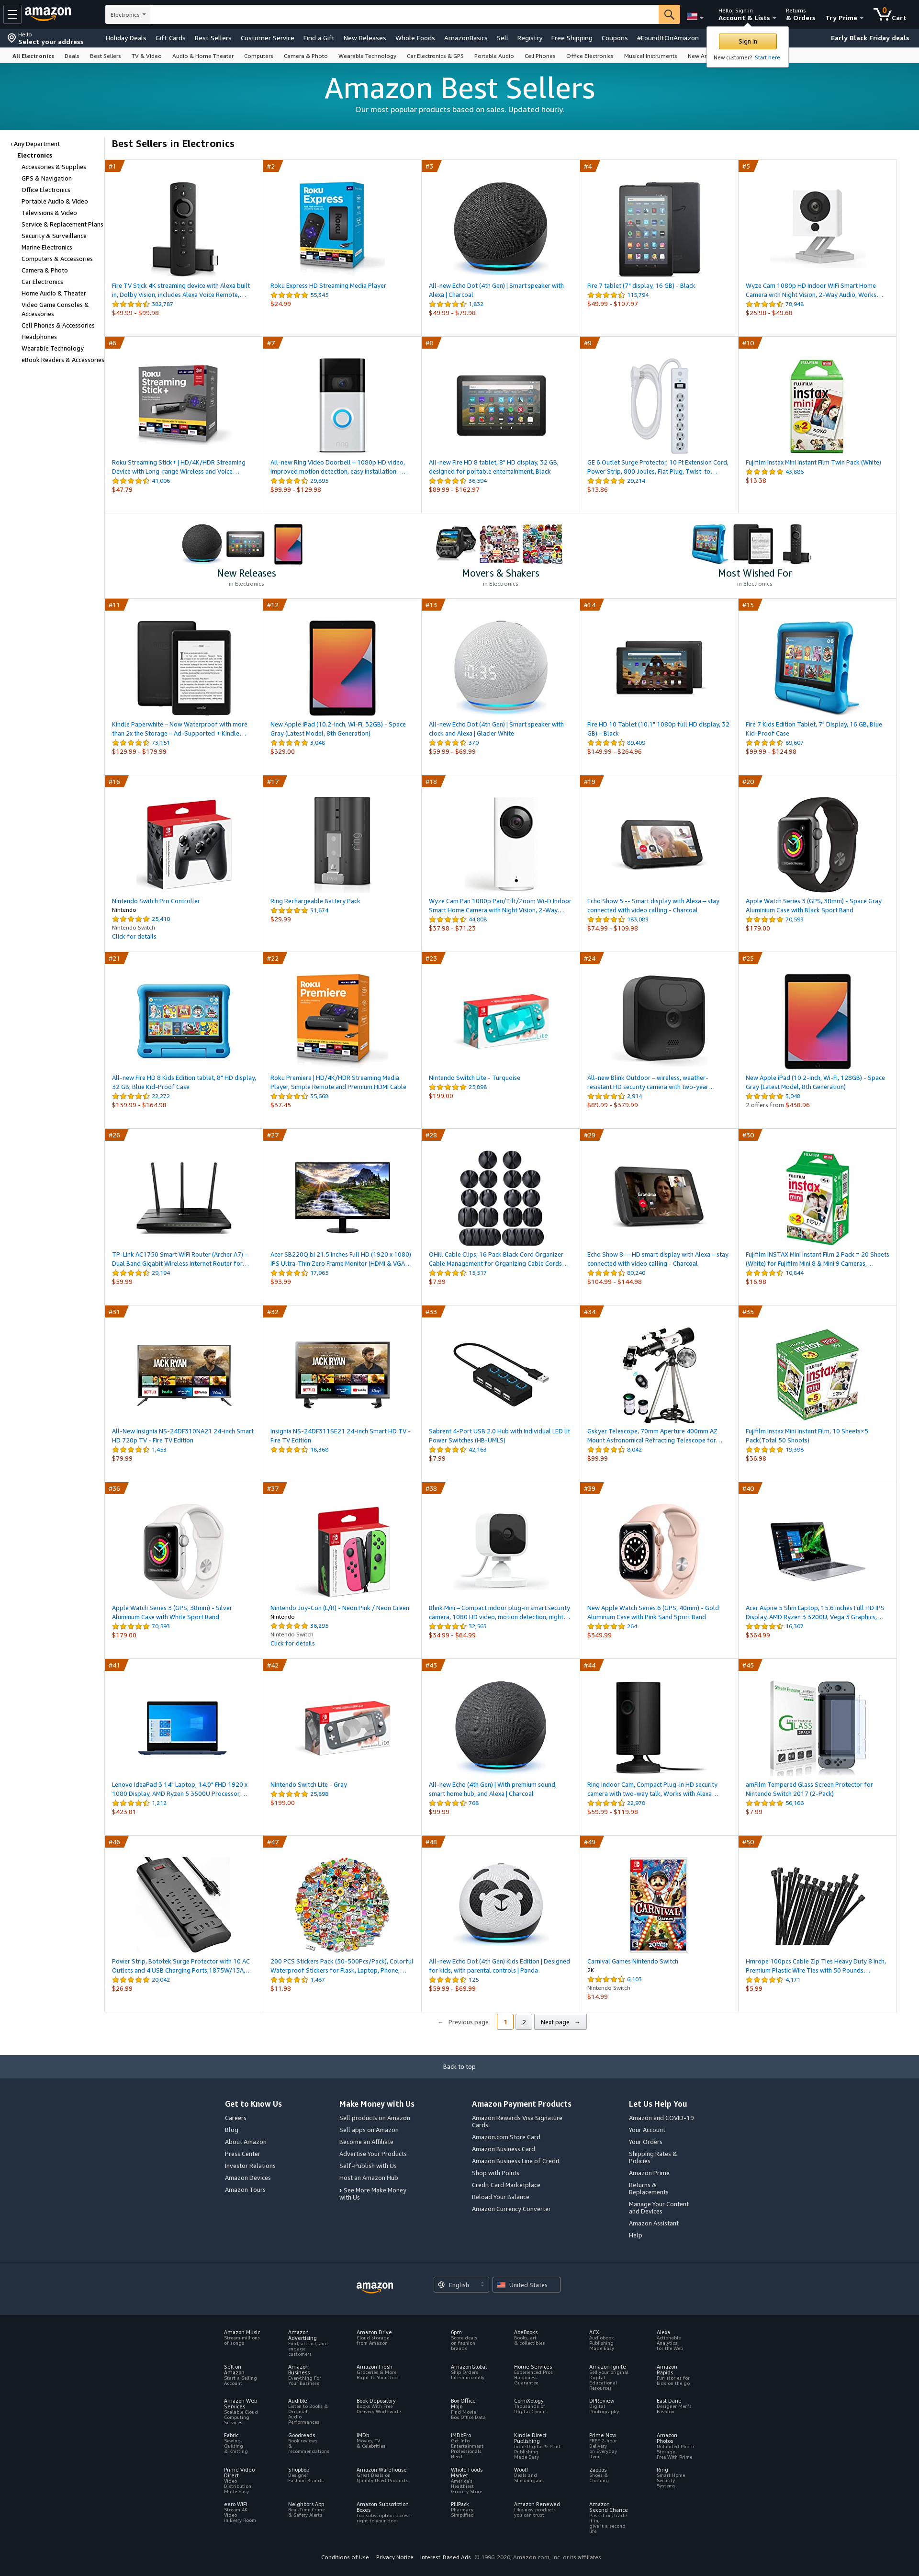 amazon
Electronics
Hello, Sign in
Account & Lists
Returns
& Orders
Try Prime
0
Cart
Hello
Select your address
Holiday Deals
Gift Cards
Best Sellers
Customer Service
Find a Gift
New Releases
Whole Foods
AmazonBasics
Sell
Registry
Free Shipping
Coupons
#FoundItOnAmazon
Early Black Friday deals
Sign in
New customer? Start here.
All Electronics
Deals
Best Sellers
TV & Video
Audio & Home Theater
Computers
Camera & Photo
Wearable Technology
Car Electronics & GPS
Portable Audio
Cell Phones
Office Electronics
Musical Instruments
Amazon Best Sellers
Our most popular products based on sales. Updated hourly.
‹ Any Department
Electronics
Accessories & Supplies
GPS & Navigation
Office Electronics
Portable Audio & Video
Televisions & Video
Service & Replacement Plans
Security & Surveillance
Marine Electronics
Computers & Accessories
Camera & Photo
Car Electronics
Home Audio & Theater
Video Game Consoles &
Accessories
Cell Phones & Accessories
Headphones
Wearable Technology
eBook Readers & Accessories
Best Sellers in Electronics
#1
Fire TV Stick 4K streaming device with Alexa built
in, Dolby Vision, includes Alexa Voice Remote,…
382,787
$49.99 - $99.98
#2
Roku Express HD Streaming Media Player
55,345
$24.99
#3
All-new Echo Dot (4th Gen) | Smart speaker with
Alexa | Charcoal
1,832
$49.99 - $79.98
#4
Fire 7 tablet (7" display, 16 GB) - Black
115,794
$49.99 - $107.97
#5
Wyze Cam 1080p HD Indoor WiFi Smart Home
Camera with Night Vision, 2-Way Audio, Works…
78,948
$25.98 - $49.68
#6
Roku Streaming Stick+ | HD/4K/HDR Streaming
Device with Long-range Wireless and Voice…
41,006
$47.79
#7
All-new Ring Video Doorbell – 1080p HD video,
improved motion detection, easy installation –…
29,895
$99.99 - $129.98
#8
All-new Fire HD 8 tablet, 8" HD display, 32 GB,
designed for portable entertainment, Black
36,594
$89.99 - $162.97
#9
GE 6 Outlet Surge Protector, 10 Ft Extension Cord,
Power Strip, 800 Joules, Flat Plug, Twist-to…
29,214
$13.86
#10
Fujifilm Instax Mini Instant Film Twin Pack (White)
43,886
$13.38
New Releases
in Electronics
Movers & Shakers
in Electronics
Most Wished For
in Electronics
#11
Kindle Paperwhite – Now Waterproof with more
than 2x the Storage – Ad-Supported + Kindle…
73,151
$129.99 - $179.99
#12
New Apple iPad (10.2-inch, Wi-Fi, 32GB) - Space
Gray (Latest Model, 8th Generation)
3,048
$329.00
#13
All-new Echo Dot (4th Gen) | Smart speaker with
clock and Alexa | Glacier White
370
$59.99 - $69.99
#14
Fire HD 10 Tablet (10.1" 1080p full HD display, 32
GB) – Black
89,409
$149.99 - $264.96
#15
Fire 7 Kids Edition Tablet, 7" Display, 16 GB, Blue
Kid-Proof Case
89,607
$99.99 - $124.98
#16
Nintendo Switch Pro Controller
Nintendo
25,410
Nintendo Switch
Click for details
#17
Ring Rechargeable Battery Pack
31,674
$29.99
#18
Wyze Cam Pan 1080p Pan/Tilt/Zoom Wi-Fi Indoor
Smart Home Camera with Night Vision, 2-Way…
44,808
$37.98 - $71.23
#19
Echo Show 5 -- Smart display with Alexa – stay
connected with video calling - Charcoal
183,083
$74.99 - $109.98
#20
Apple Watch Series 3 (GPS, 38mm) - Space Gray
Aluminium Case with Black Sport Band
70,593
$179.00
#21
All-new Fire HD 8 Kids Edition tablet, 8" HD display,
32 GB, Blue Kid-Proof Case
22,272
$139.99 - $164.98
#22
Roku Premiere | HD/4K/HDR Streaming Media
Player, Simple Remote and Premium HDMI Cable
35,668
$37.45
#23
Nintendo Switch Lite - Turquoise
25,898
$199.00
#24
All-new Blink Outdoor – wireless, weather-
resistant HD security camera with two-year…
2,914
$89.99 - $379.99
#25
New Apple iPad (10.2-inch, Wi-Fi, 128GB) - Space
Gray (Latest Model, 8th Generation)
3,048
2 offers from $438.96
#26
TP-Link AC1750 Smart WiFi Router (Archer A7) -
Dual Band Gigabit Wireless Internet Router for…
29,194
$59.99
#27
Acer SB220Q bi 21.5 Inches Full HD (1920 x 1080)
IPS Ultra-Thin Zero Frame Monitor (HDMI & VGA…
17,965
$93.99
#28
OHill Cable Clips, 16 Pack Black Cord Organizer
Cable Management for Organizing Cable Cords…
15,517
$7.99
#29
Echo Show 8 -- HD smart display with Alexa – stay
connected with video calling - Charcoal
80,240
$104.99 - $144.98
#30
Fujifilm INSTAX Mini Instant Film 2 Pack = 20 Sheets
(White) for Fujifilm Mini 8 & Mini 9 Cameras,…
10,844
$16.98
#31
All-New Insignia NS-24DF310NA21 24-inch Smart
HD 720p TV - Fire TV Edition
1,453
$79.99
#32
Insignia NS-24DF311SE21 24-inch Smart HD TV -
Fire TV Edition
18,368
#33
Sabrent 4-Port USB 2.0 Hub with Individual LED lit
Power Switches (HB-UMLS)
42,163
$7.99
#34
Gskyer Telescope, 70mm Aperture 400mm AZ
Mount Astronomical Refracting Telescope for…
8,042
$99.99
#35
Fujifilm Instax Mini Instant Film, 10 Sheets×5
Pack(Total 50 Shoots)
19,398
$36.98
#36
Apple Watch Series 3 (GPS, 38mm) - Silver
Aluminum Case with White Sport Band
70,593
$179.00
#37
Nintendo Joy-Con (L/R) - Neon Pink / Neon Green
Nintendo
36,295
Nintendo Switch
Click for details
#38
Blink Mini – Compact indoor plug-in smart security
camera, 1080 HD video, motion detection, night…
32,563
$34.99 - $64.99
#39
New Apple Watch Series 6 (GPS, 40mm) - Gold
Aluminum Case with Pink Sand Sport Band
264
$349.99
#40
Acer Aspire 5 Slim Laptop, 15.6 inches Full HD IPS
Display, AMD Ryzen 3 3200U, Vega 3 Graphics,…
16,307
$364.99
#41
Lenovo IdeaPad 3 14" Laptop, 14.0" FHD 1920 x
1080 Display, AMD Ryzen 5 3500U Processor,…
1,212
$423.81
#42
Nintendo Switch Lite - Gray
25,898
$199.00
#43
All-new Echo (4th Gen) | With premium sound,
smart home hub, and Alexa | Charcoal
768
$99.99
#44
Ring Indoor Cam, Compact Plug-In HD security
camera with two-way talk, Works with Alexa…
22,978
$59.99 - $119.98
#45
amFilm Tempered Glass Screen Protector for
Nintendo Switch 2017 (2-Pack)
56,166
$7.99
#46
Power Strip, Bototek Surge Protector with 10 AC
Outlets and 4 USB Charging Ports,1875W/15A,…
20,042
$26.99
#47
200 PCS Stickers Pack (50-500Pcs/Pack), Colorful
Waterproof Stickers for Flask, Laptop, Phone,…
1,487
$11.98
#48
All-new Echo Dot (4th Gen) Kids Edition | Designed
for kids, with parental controls | Panda
125
$59.99 - $69.99
#49
Carnival Games Nintendo Switch
2K
6,103
Nintendo Switch
$14.99
#50
Hmrope 100pcs Cable Zip Ties Heavy Duty 8 Inch,
Premium Plastic Wire Ties with 50 Pounds…
4,171
$5.99
← Previous page
1
2
Next page →
Back to top
Get to Know Us
Careers
Blog
About Amazon
Press Center
Investor Relations
Amazon Devices
Amazon Tours
Make Money with Us
Sell products on Amazon
Sell apps on Amazon
Become an Affiliate
Advertise Your Products
Self-Publish with Us
Host an Amazon Hub
› See More Make Money
with Us
Amazon Payment Products
Amazon Rewards Visa Signature
Cards
Amazon.com Store Card
Amazon Business Card
Amazon Business Line of Credit
Shop with Points
Credit Card Marketplace
Reload Your Balance
Amazon Currency Converter
Let Us Help You
Amazon and COVID-19
Your Account
Your Orders
Shipping Rates &
Policies
Amazon Prime
Returns &
Replacements
Manage Your Content
and Devices
Amazon Assistant
Help
amazon
English
United States
Amazon Music
Stream millions
of songs
Amazon
Advertising
Find, attract, and
engage
customers
Amazon Drive
Cloud storage
from Amazon
6pm
Score deals
on fashion
brands
AbeBooks
Books, art
& collectibles
ACX
Audiobook
Publishing
Made Easy
Alexa
Actionable
Analytics
for the Web
Sell on
Amazon
Start a Selling
Account
Amazon
Business
Everything For
Your Business
Amazon Fresh
Groceries & More
Right To Your Door
AmazonGlobal
Ship Orders
Internationally
Home Services
Experienced Pros
Happiness
Guarantee
Amazon Ignite
Sell your original
Digital
Educational
Resources
Amazon
Rapids
Fun stories for
kids on the go
Amazon Web
Services
Scalable Cloud
Computing
Services
Audible
Listen to Books &
Original
Audio
Performances
Book Depository
Books With Free
Delivery Worldwide
Box Office
Mojo
Find Movie
Box Office Data
ComiXology
Thousands of
Digital Comics
DPReview
Digital
Photography
East Dane
Designer Men's
Fashion
Fabric
Sewing,
Quilting
& Knitting
Goodreads
Book reviews
&
recommendations
IMDb
Movies, TV
& Celebrities
IMDbPro
Get Info
Entertainment
Professionals
Need
Kindle Direct
Publishing
Indie Digital & Print
Publishing
Made Easy
Prime Now
FREE 2-hour
Delivery
on Everyday
Items
Amazon
Photos
Unlimited Photo
Storage
Free With Prime
Prime Video
Direct
Video
Distribution
Made Easy
Shopbop
Designer
Fashion Brands
Amazon Warehouse
Great Deals on
Quality Used Products
Whole Foods
Market
America's
Healthiest
Grocery Store
Woot!
Deals and
Shenanigans
Zappos
Shoes &
Clothing
Ring
Smart Home
Security
Systems
eero WiFi
Stream 4K
Video
in Every Room
Neighbors App
Real-Time Crime
& Safety Alerts
Amazon Subscription
Boxes
Top subscription boxes –
right to your door
PillPack
Pharmacy
Simplified
Amazon Renewed
Like-new products
you can trust
Amazon
Second Chance
Pass it on, trade
it in,
give it a second
life
Conditions of Use
Privacy Notice
Interest-Based Ads
© 1996-2020, Amazon.com, Inc. or its affiliates